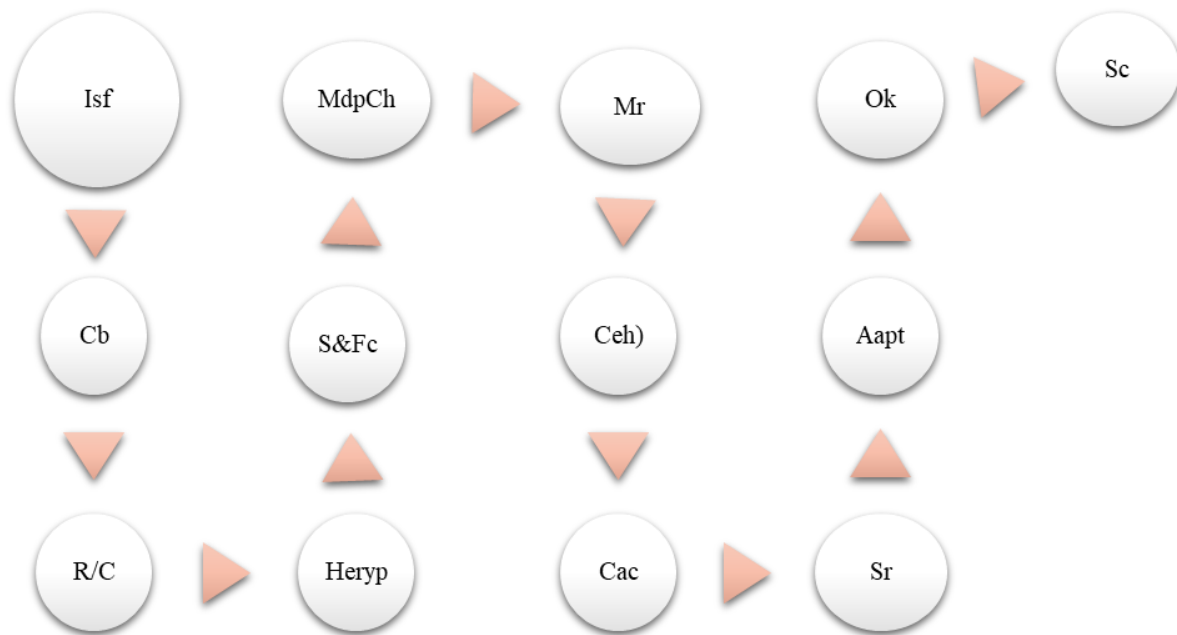 Isf
Cb
R/C
Heryp
S&Fc
MdpCh
Mr
Ceh)
Cac
Sr
Aapt
Ok
Sc